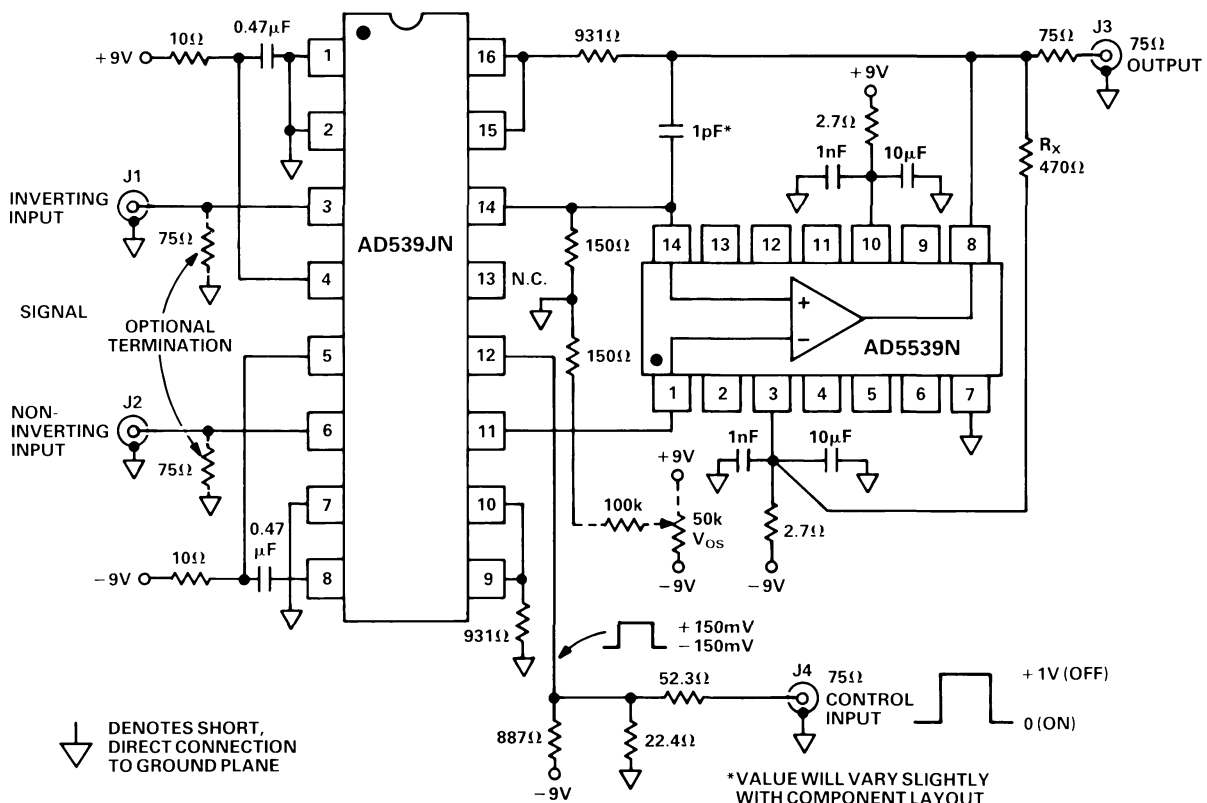 +9V
10Ω
0.47µF
1
2
3
4
5
6
7
8
16
15
14
13
12
11
10
9
AD539JN
N.C.
J1
INVERTING
INPUT
75Ω
SIGNAL
OPTIONAL
TERMINATION
NON-
INVERTING
INPUT
J2
75Ω
−9V
10Ω
0.47
µF
931Ω
1pF*
150Ω
150Ω
+9V
2.7Ω
1nF
10µF
75Ω
J3
75Ω
OUTPUT
RX
470Ω
14
13
12
11
10
9
8
+
−
AD5539N
1
2
3
4
5
6
7
1nF
10µF
2.7Ω
−9V
+9V
100k
50k
VOS
−9V
931Ω
+150mV
−150mV
52.3Ω
J4
75Ω
CONTROL
INPUT
+1V (OFF)
0 (ON)
887Ω
22.4Ω
−9V
DENOTES SHORT,
DIRECT CONNECTION
TO GROUND PLANE
*VALUE WILL VARY SLIGHTLY
WITH COMPONENT LAYOUT